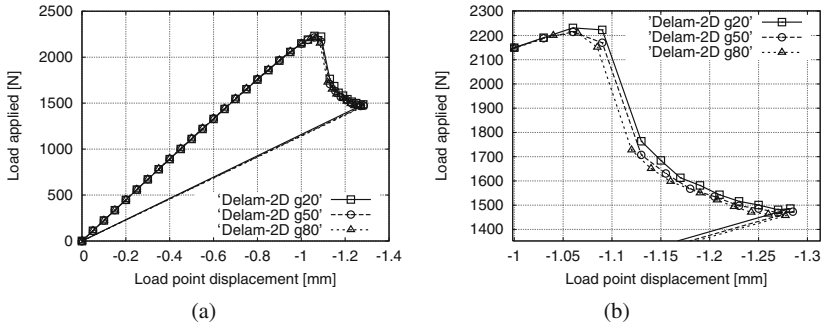 2500
2000
1500
1000
500
0
Load applied [N]
0 -0.2 -0.4 -0.6 -0.8 -1 -1.2 -1.4
Load point displacement [mm]
‘Delam-2D g20’
‘Delam-2D g50’
‘Delam-2D g80’
(a)
2300
2200
2100
2000
1900
1800
1700
1600
1500
1400
Load applied [N]
-1 -1.05 -1.1 -1.15 -1.2 -1.25 -1.3
Load point displacement [mm]
'Delam-2D g20'
'Delam-2D g50'
'Delam-2D g80'
(b)